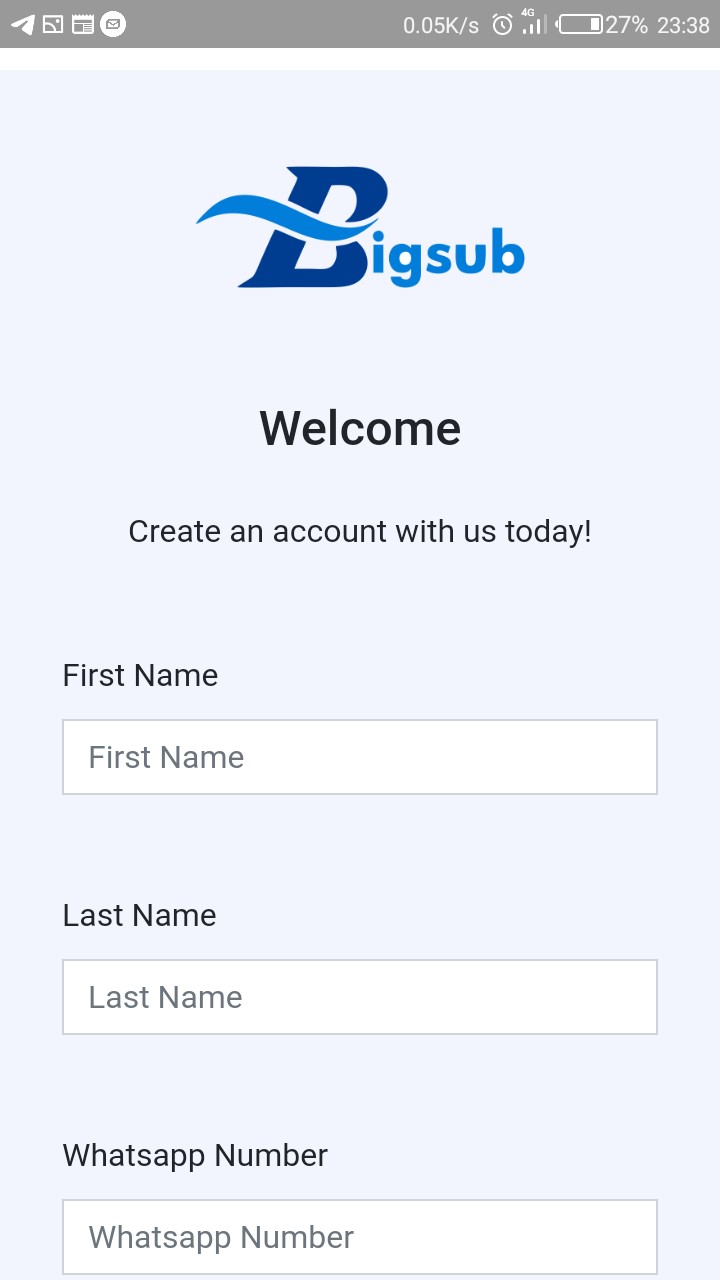 0.05K/s 4G 27% 23:38
Bigsub
Welcome
Create an account with us today!
First Name
First Name
Last Name
Last Name
Whatsapp Number
Whatsapp Number